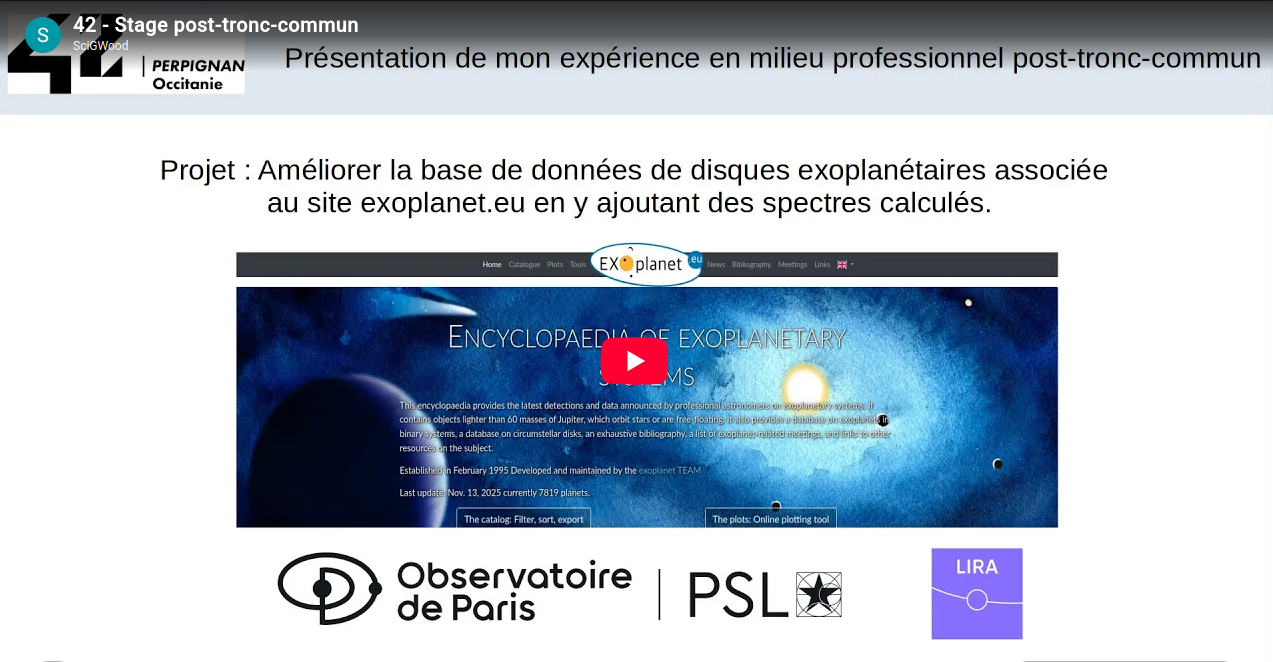 S
42 - Stage post-tronc-commun
SciGWood
42
PERPIGNAN
Occitanie
Présentation de mon expérience en milieu professionnel post-tronc-commun
Projet : Améliorer la base de données de disques exoplanétaires associée
au site exoplanet.eu en y ajoutant des spectres calculés.
Home Catalogue Plots Tools EXoplanet .eu News Bibliography Meetings Links
ENCYCLOPAEDIA OF EXOPLANETARY
SYSTEMS
This encyclopaedia provides the latest detections and data announced by professional astronomers on exoplanetary systems. It
contains objects lighter than 60 masses of Jupiter, which orbit stars or are free-floating. It also provides a database on exoplanets in
binary systems, a database on circumstellar disks, an exhaustive bibliography, a list of exoplanet-related meetings, and links to other
resources on the subject.
Established in February 1995 Developed and maintained by the exoplanet TEAM
Last update: Nov. 13, 2025 currently 7819 planets.
The catalog: Filter, sort, export
The plots: Online plotting tool
Observatoire
de Paris
PSL
LIRA